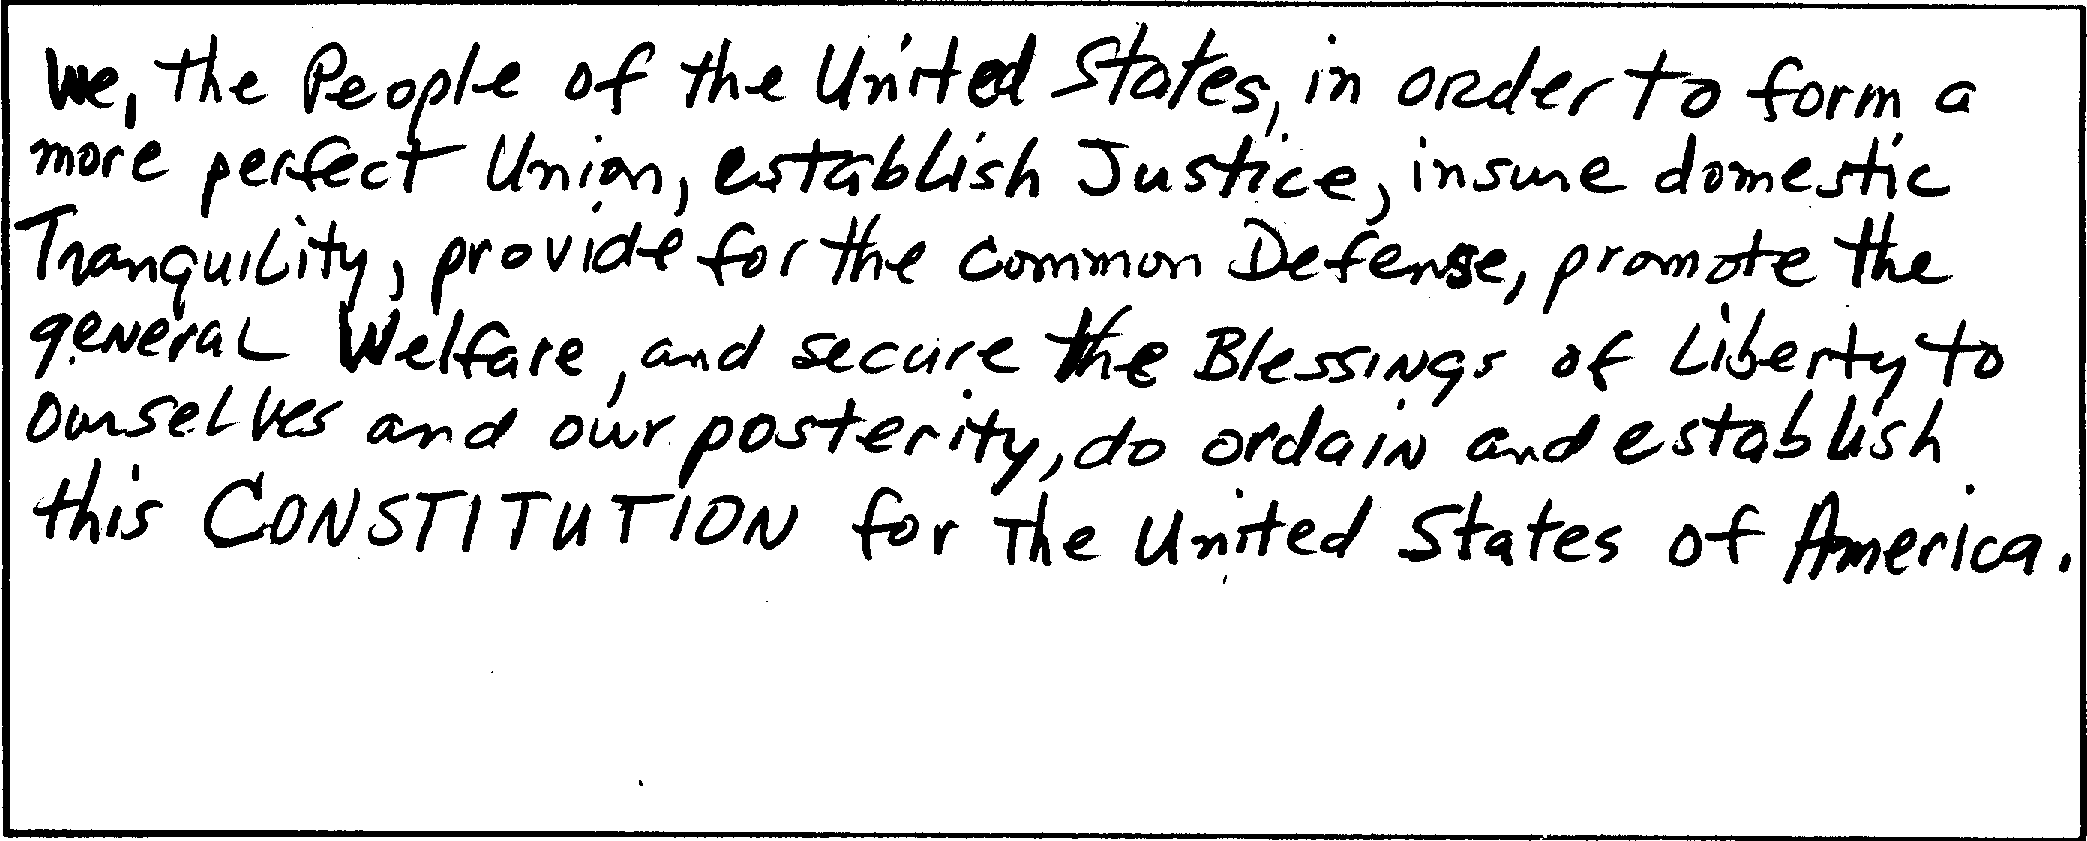 We, the People of the United States, in order to form a
more perfect Union, establish Justice, insure domestic
Tranquility, provide for the common Defense, promote the
general Welfare, and secure the Blessings of Liberty to
ourselves and our posterity, do ordain and establish
this CONSTITUTION for the United States of America.